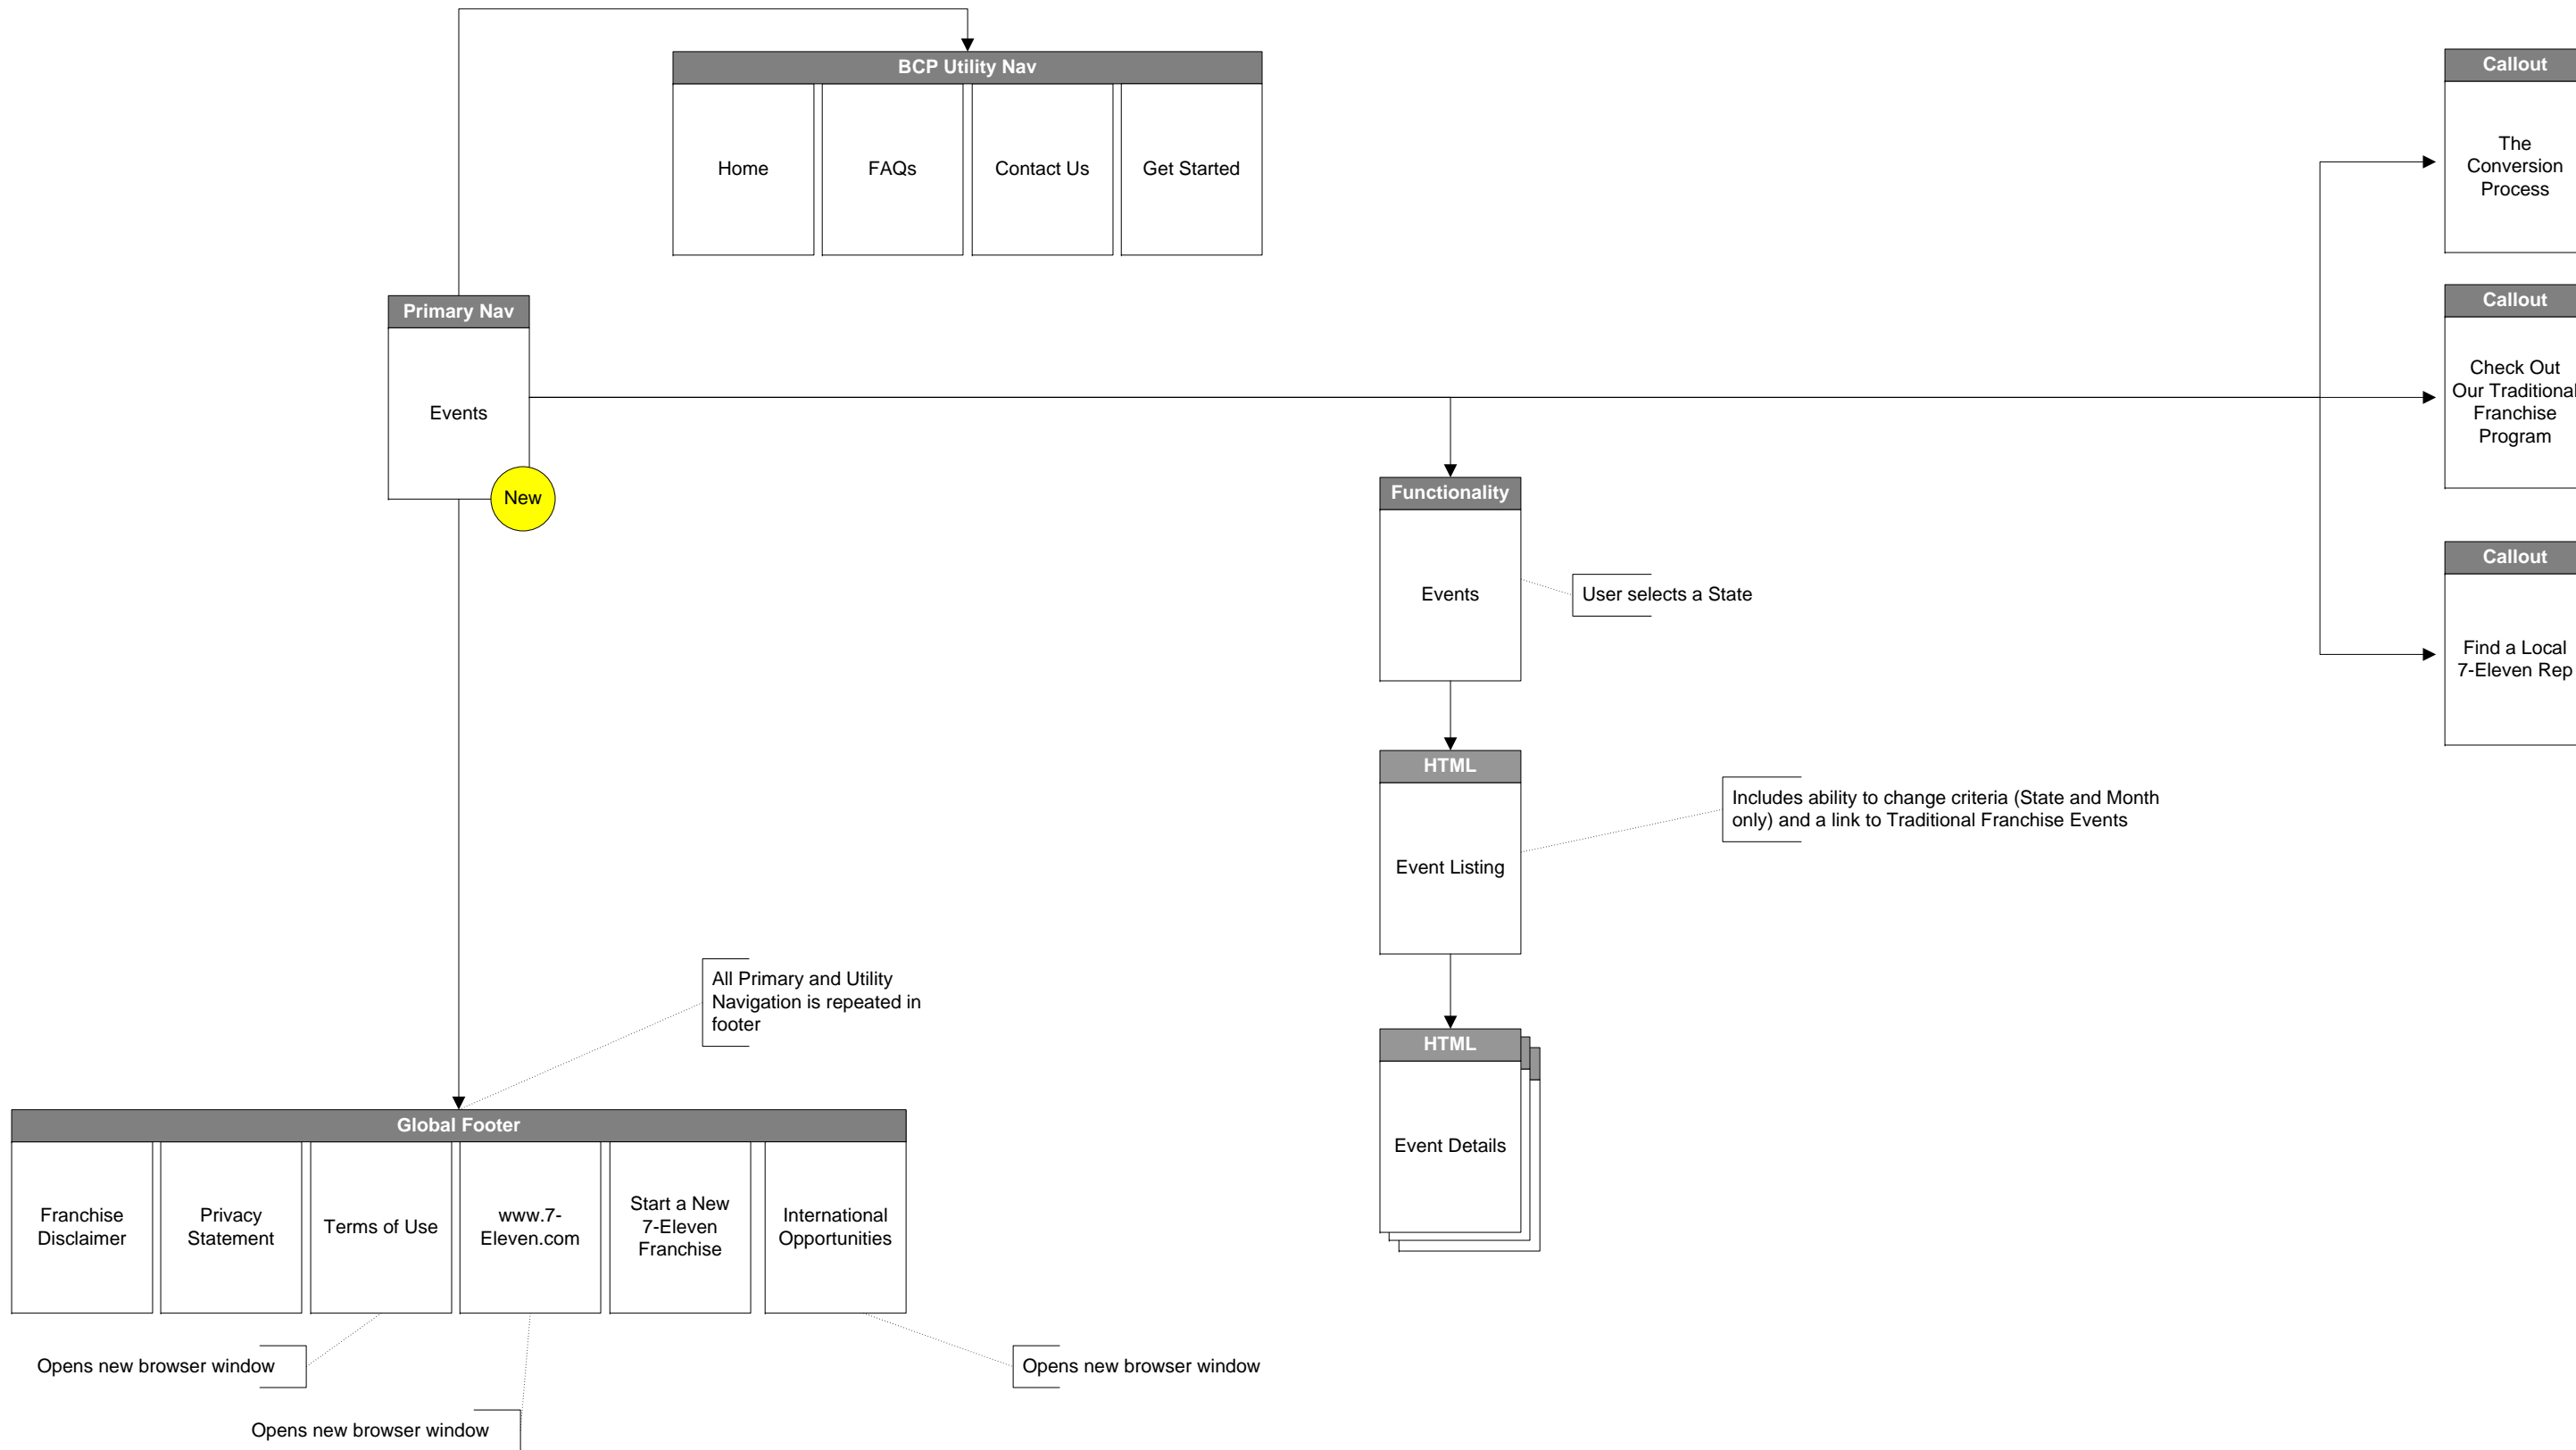 BCP Utility Nav
Home
FAQs
Contact Us
Get Started
Callout
The
Conversion
Process
Primary Nav
Events
New
Callout
Check Out
Our Traditional
Franchise
Program
Functionality
Events
User selects a State
Callout
Find a Local
7-Eleven Rep
HTML
Event Listing
Includes ability to change criteria (State and Month
only) and a link to Traditional Franchise Events
All Primary and Utility
Navigation is repeated in
footer
HTML
Event Details
Global Footer
Franchise
Disclaimer
Privacy
Statement
Terms of Use
www.7-
Eleven.com
Start a New
7-Eleven
Franchise
International
Opportunities
Opens new browser window
Opens new browser window
Opens new browser window